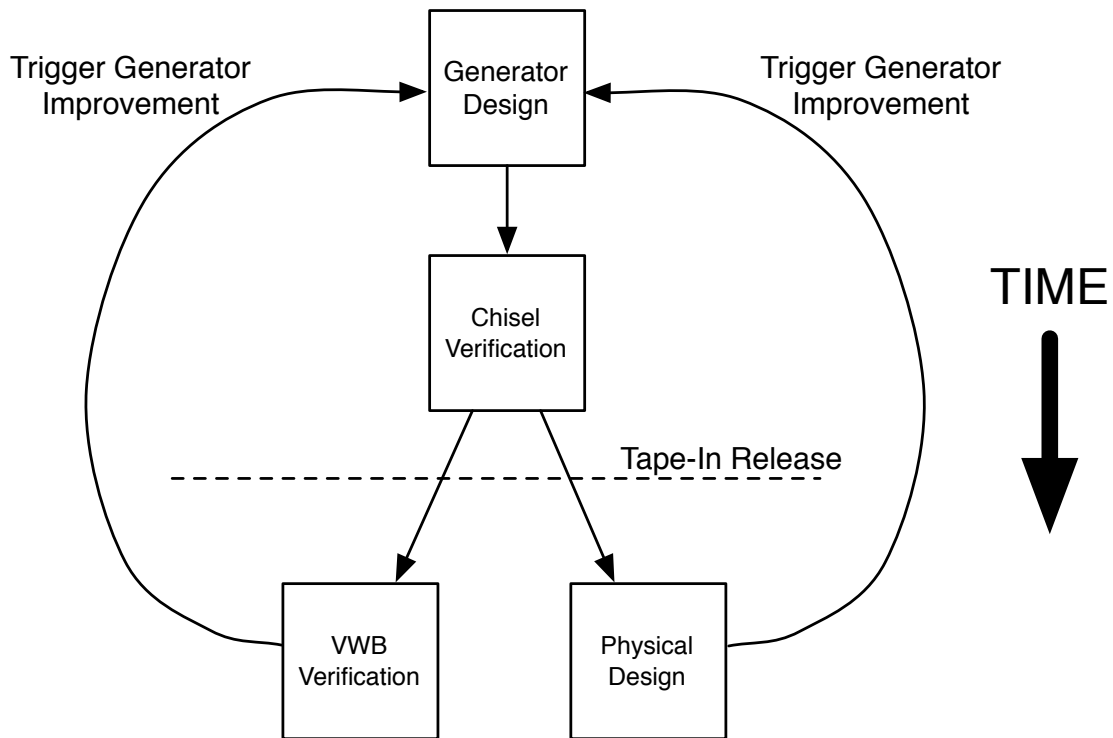 Trigger Generator
Improvement
Generator
Design
Trigger Generator
Improvement
Chisel
Verification
TIME
Tape-In Release
VWB
Verification
Physical
Design